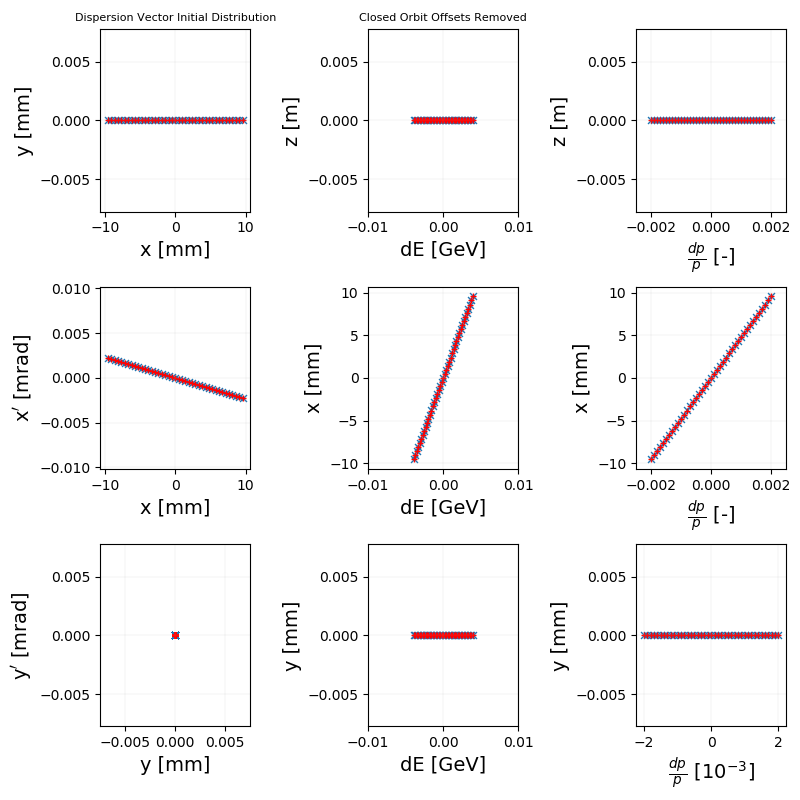 Dispersion Vector Initial Distribution
Closed Orbit Offsets Removed
y [mm]
0.005
0.000
−0.005
−10 0 10
x [mm]
z [m]
0.005
0.000
−0.005
−0.01 0.00 0.01
dE [GeV]
z [m]
0.005
0.000
−0.005
−0.002 0.000 0.002
dp/p [-]
x′ [mrad]
0.010
0.005
0.000
−0.005
−0.010
−10 0 10
x [mm]
x [mm]
10
5
0
−5
−10
−0.01 0.00 0.01
dE [GeV]
x [mm]
10
5
0
−5
−10
−0.002 0.000 0.002
dp/p [-]
y′ [mrad]
0.005
0.000
−0.005
−0.005 0.000 0.005
y [mm]
y [mm]
0.005
0.000
−0.005
−0.01 0.00 0.01
dE [GeV]
y [mm]
0.005
0.000
−0.005
−2 0 2
dp/p [10⁻³]